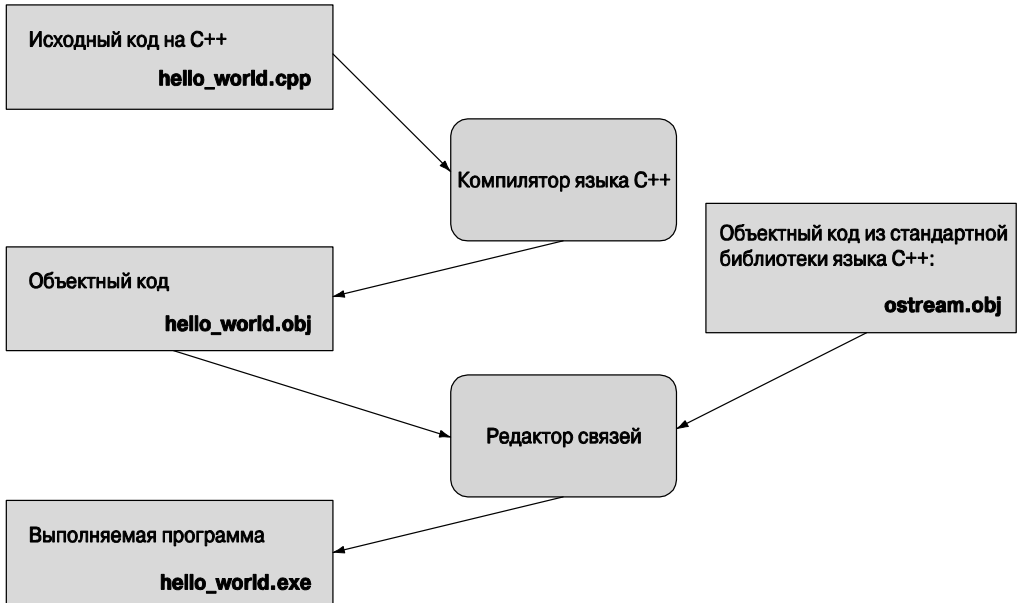 Исходный код на C++
hello_world.cpp
Компилятор языка C++
Объектный код из стандартной
библиотеки языка C++:
ostream.obj
Объектный код
hello_world.obj
Редактор связей
Выполняемая программа
hello_world.exe